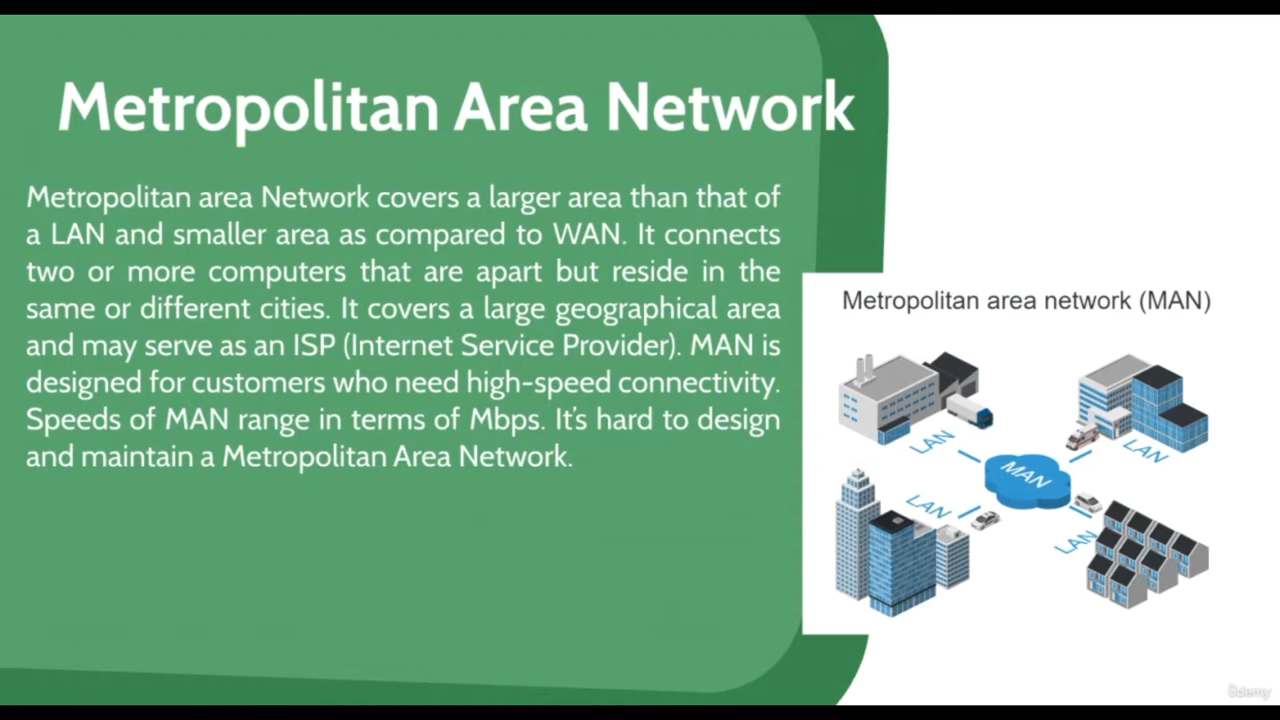 Metropolitan Area Network
Metropolitan area Network covers a larger area than that of
a LAN and smaller area as compared to WAN. It connects
two or more computers that are apart but reside in the
same or different cities. It covers a large geographical area
and may serve as an ISP (Internet Service Provider). MAN is
designed for customers who need high-speed connectivity.
Speeds of MAN range in terms of Mbps. It's hard to design
and maintain a Metropolitan Area Network.
Metropolitan area network (MAN)
LAN
LAN
MAN
LAN
LAN
ûdemy